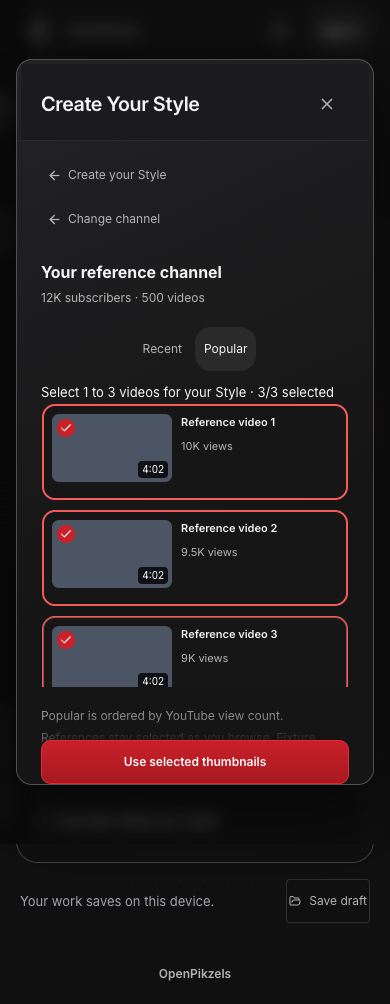 Create Your Style
Create your Style
Change channel
Your reference channel
12K subscribers · 500 videos
Recent
Popular
Select 1 to 3 videos for your Style · 3/3 selected
Reference video 1
10K views
4:02
Reference video 2
9.5K views
4:02
Reference video 3
9K views
4:02
Popular is ordered by YouTube view count.
References stay selected as you browse. Fixture
Use selected thumbnails
Your work saves on this device.
Save draft
OpenPikzels